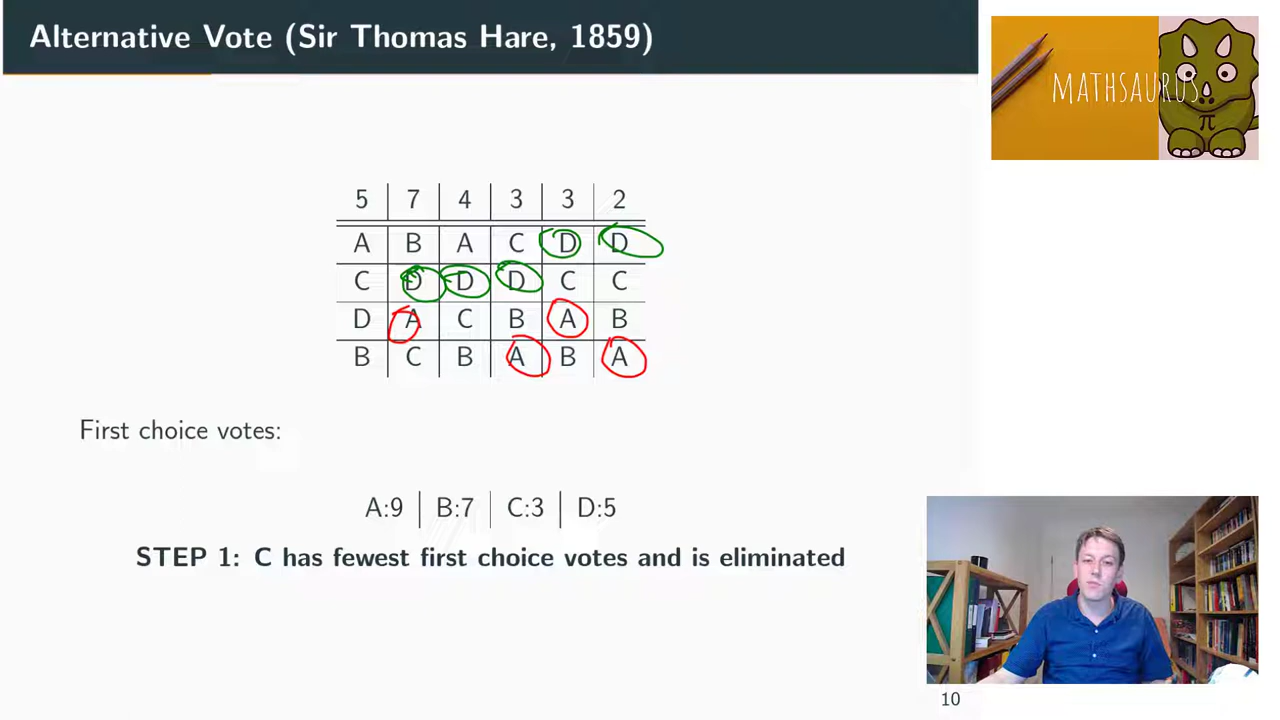 Alternative Vote (Sir Thomas Hare, 1859)
MATHSAURUS
π
5 7 4 3 3 2
A B A C D D
C D D D C C
D A C B A B
B C B A B A
First choice votes:
A:9 B:7 C:3 D:5
STEP 1: C has fewest first choice votes and is eliminated
10